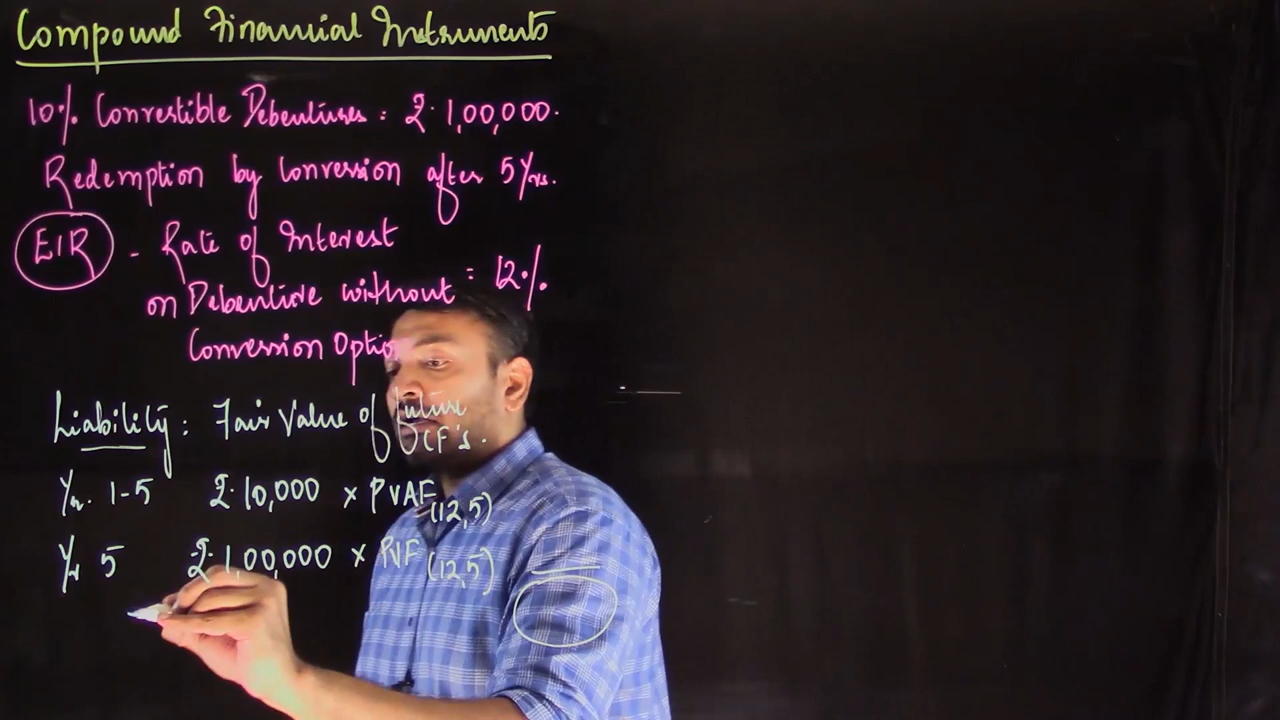 Compound Financial Instruments
10% Convertible Debentures = ₹ 1,00,000.
Redemption by Conversion after 5 Yrs.
EIR - Rate of Interest
on Debenture without = 12%.
Conversion Option
Liability: Fair Value of future
CF's.
Yr. 1-5 ₹ 10,000 × PVAF (12,5)
Yr 5 ₹ 1,00,000 × PVF (12,5)